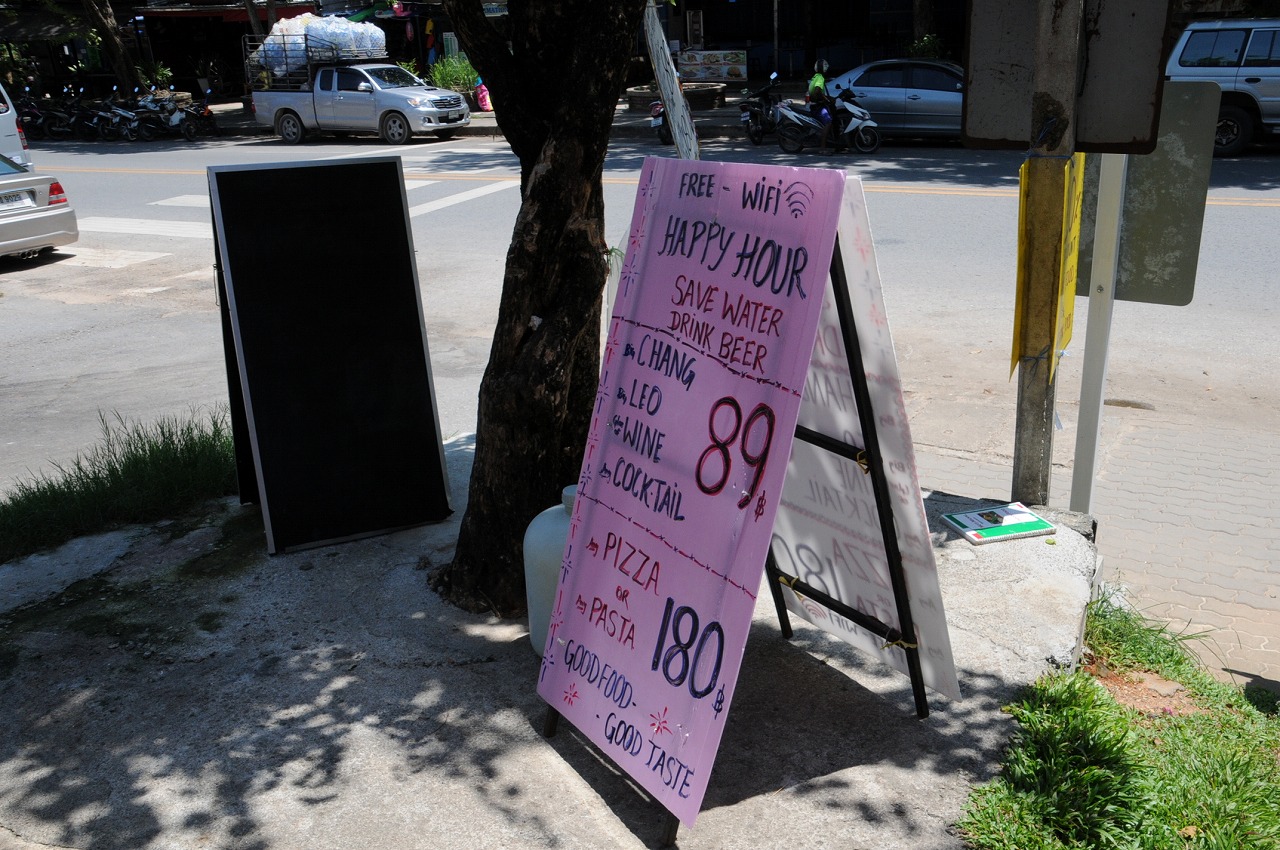 FREE - WiFi
HAPPY HOUR
SAVE WATER
DRINK BEER
CHANG
LEO
WINE
COCKTAIL
89฿
PIZZA
OR
PASTA
180฿
GOOD FOOD-
- GOOD TASTE